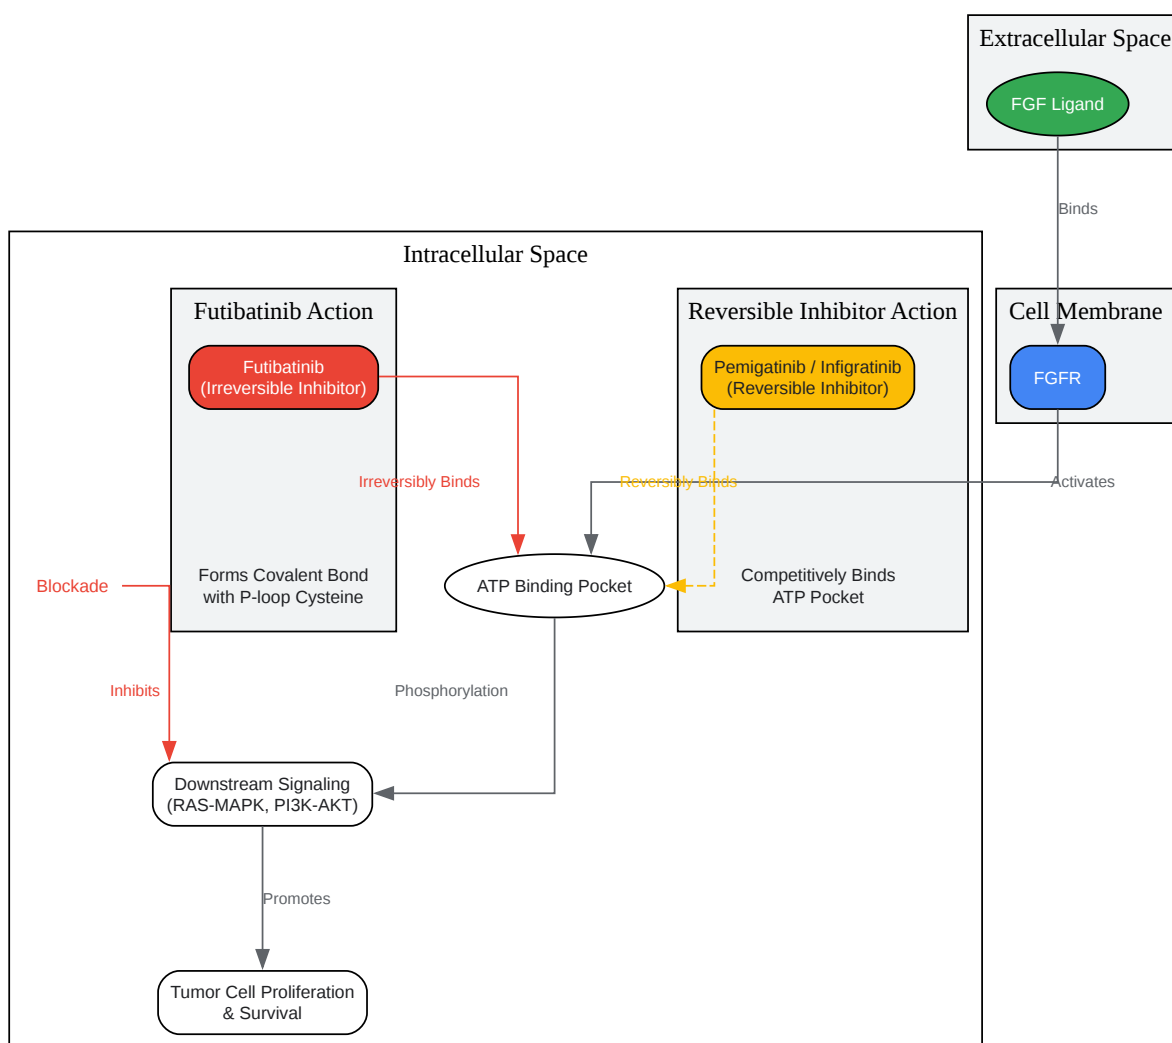 Extracellular Space
FGF Ligand
Binds
Intracellular Space
Futibatinib Action
Reversible Inhibitor Action
Cell Membrane
Futibatinib
(Irreversible Inhibitor)
Pemigatinib / Infigratinib
(Reversible Inhibitor)
FGFR
Irreversibly Binds
Reversibly Binds
Activates
Blockade
Forms Covalent Bond
with P-loop Cysteine
ATP Binding Pocket
Competitively Binds
ATP Pocket
Inhibits
Phosphorylation
Downstream Signaling
(RAS-MAPK, PI3K-AKT)
Promotes
Tumor Cell Proliferation
& Survival